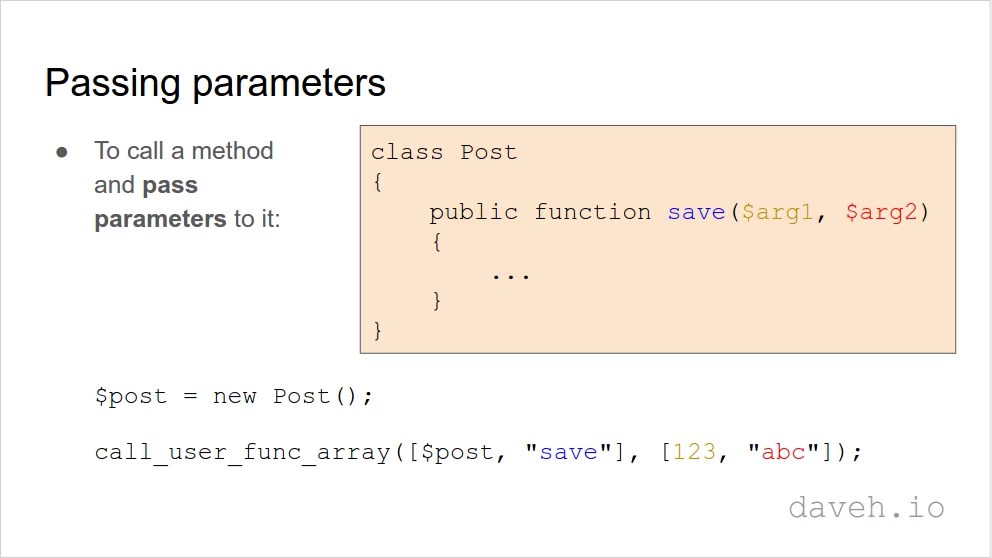 Passing parameters
● To call a method
and pass
parameters to it:
class Post
{
    public function save($arg1, $arg2)
    {
        ...
    }
}
$post = new Post();
call_user_func_array([$post, "save"], [123, "abc"]);
daveh.io